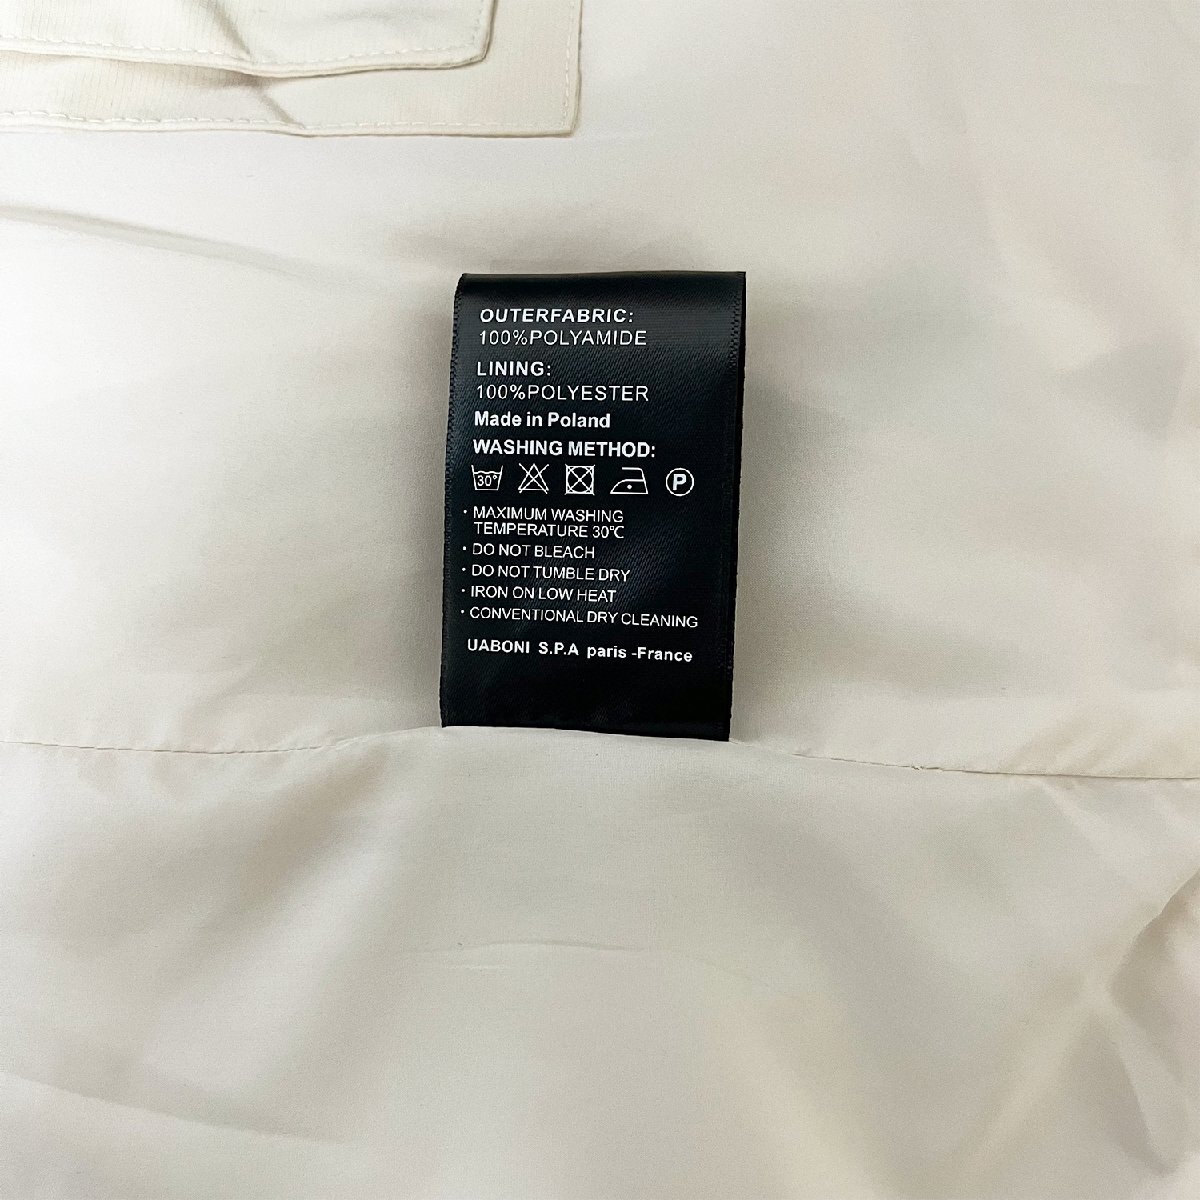 OUTERFABRIC:
100%POLYAMIDE
LINING:
100%POLYESTER
Made in Poland
WASHING METHOD:
30° P
· MAXIMUM WASHING
TEMPERATURE 30℃
· DO NOT BLEACH
· DO NOT TUMBLE DRY
· IRON ON LOW HEAT
· CONVENTIONAL DRY CLEANING
UABONI S.P.A paris -France